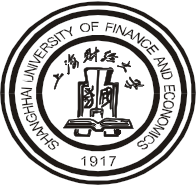 SHANGHAI UNIVERSITY OF FINANCE AND ECONOMICS
上海财经大学
1917